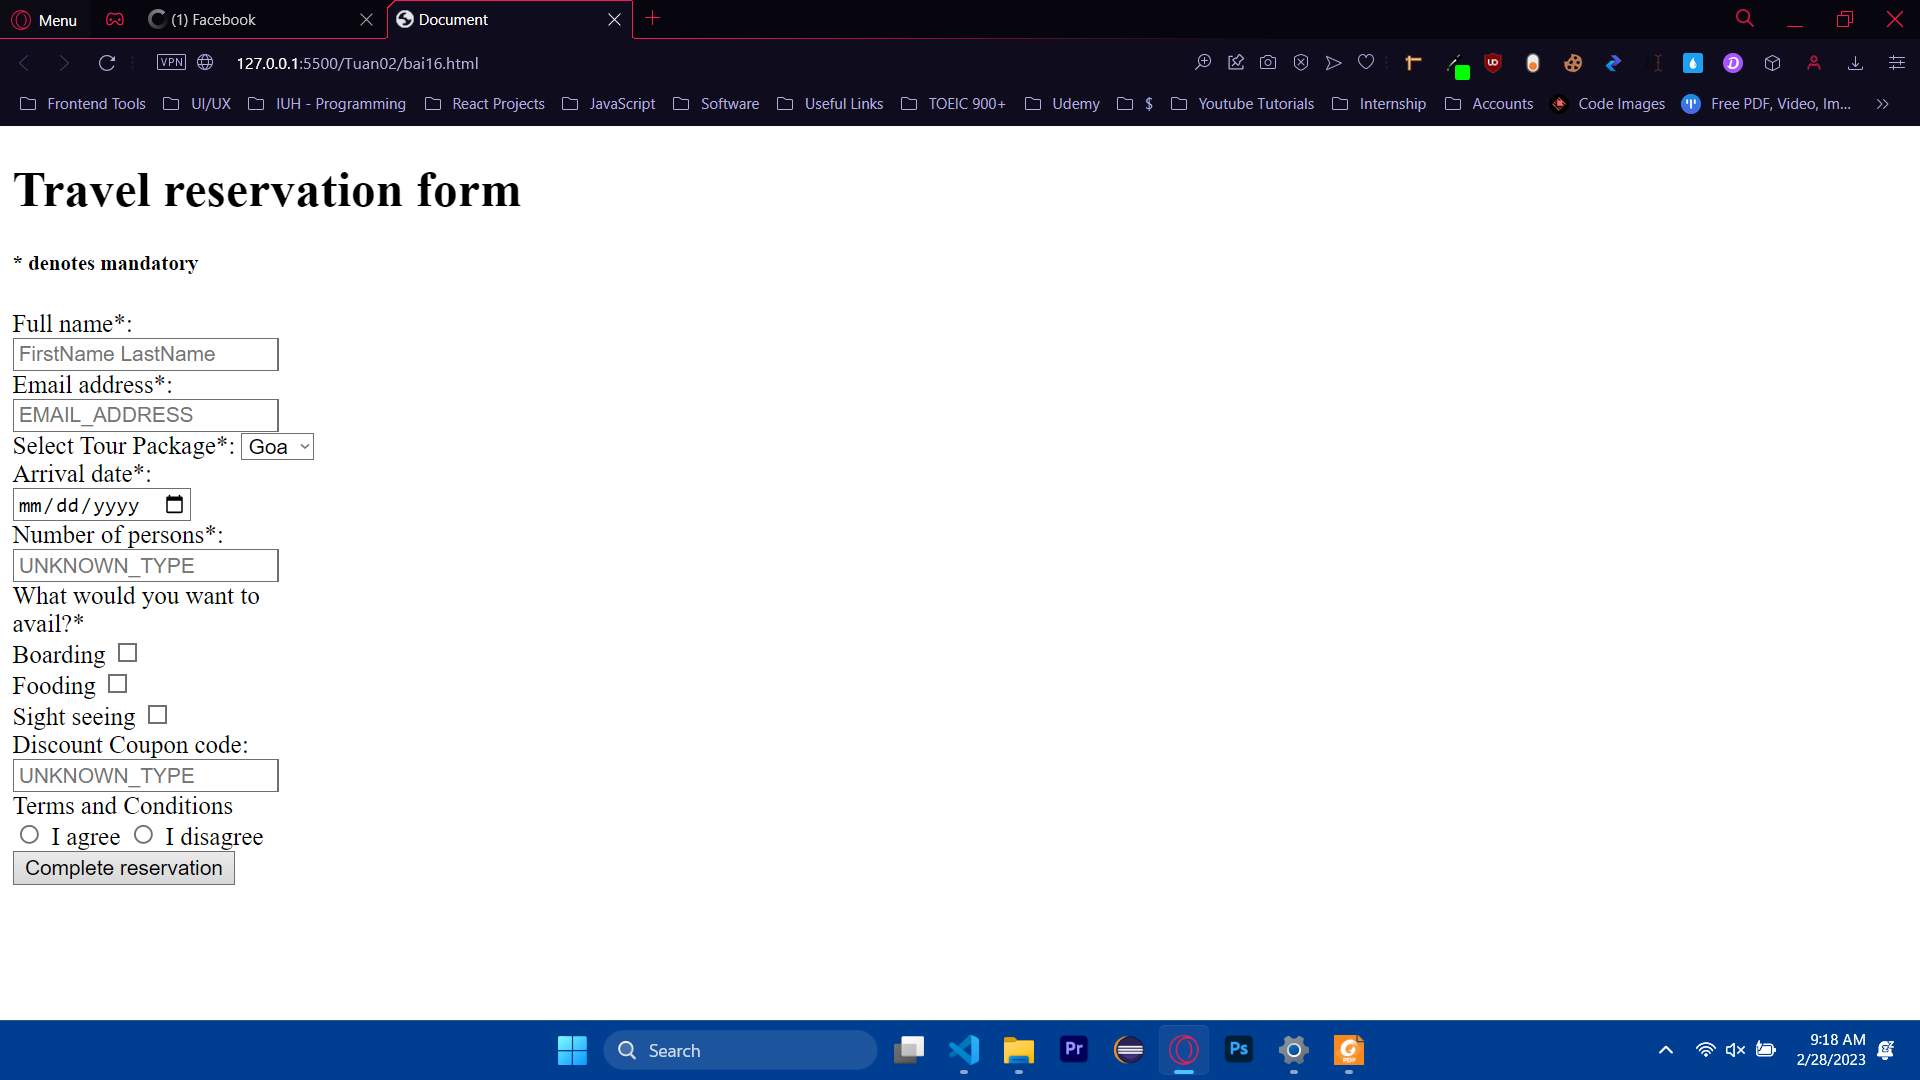 Menu
(1) Facebook
Document
VPN
127.0.0.1:5500/Tuan02/bai16.html
Frontend Tools
UI/UX
IUH - Programming
React Projects
JavaScript
Software
Useful Links
TOEIC 900+
Udemy
$
Youtube Tutorials
Internship
Accounts
Code Images
Free PDF, Video, Im...
Travel reservation form
* denotes mandatory
Full name*:
FirstName LastName
Email address*:
EMAIL_ADDRESS
Select Tour Package*: Goa
Arrival date*:
mm/dd/yyyy
Number of persons*:
UNKNOWN_TYPE
What would you want to
avail?*
Boarding
Fooding
Sight seeing
Discount Coupon code:
UNKNOWN_TYPE
Terms and Conditions
I agree I disagree
Complete reservation
Search
Pr
Ps
PDF
9:18 AM
2/28/2023